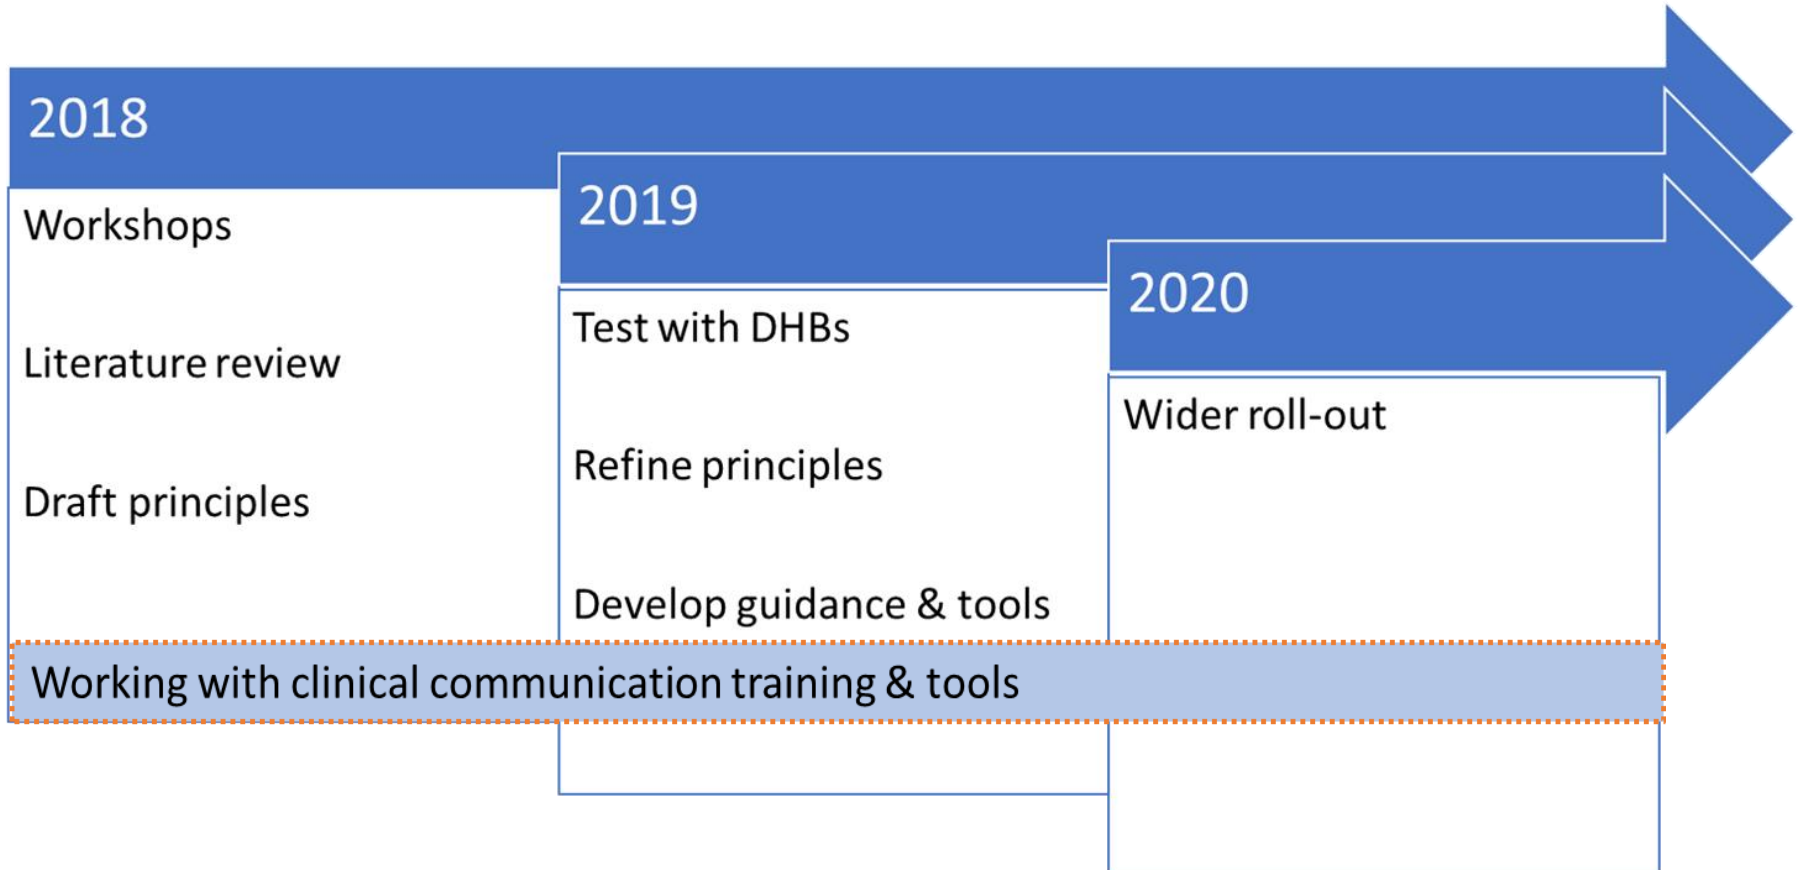 2018
Workshops
Literature review
Draft principles
2019
Test with DHBs
Refine principles
Develop guidance & tools
2020
Wider roll-out
Working with clinical communication training & tools